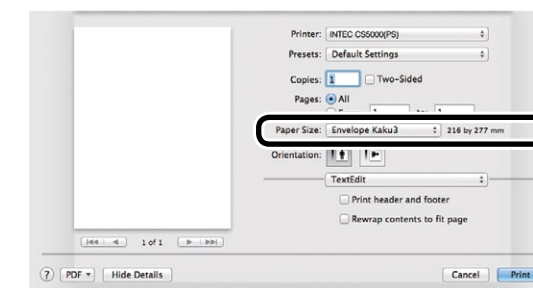 Printer: INTEC CS5000(PS)
Presets: Default Settings
Copies: 1 Two-Sided
Pages: All
Paper Size: Envelope Kaku3 216 by 277 mm
Orientation:
TextEdit
Print header and footer
Rewrap contents to fit page
1 of 1
? PDF Hide Details Cancel Print